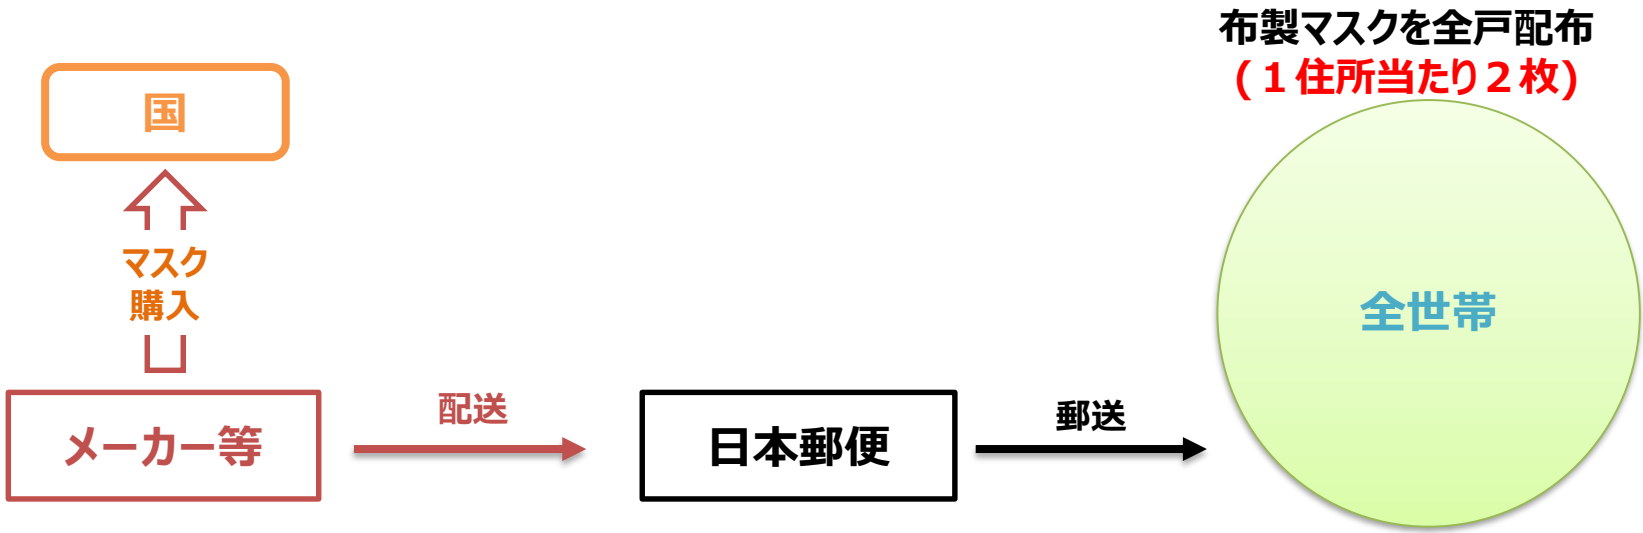 布製マスクを全戸配布
(１住所当たり２枚)
国
マスク
購入
全世帯
メーカー等
配送
日本郵便
郵送